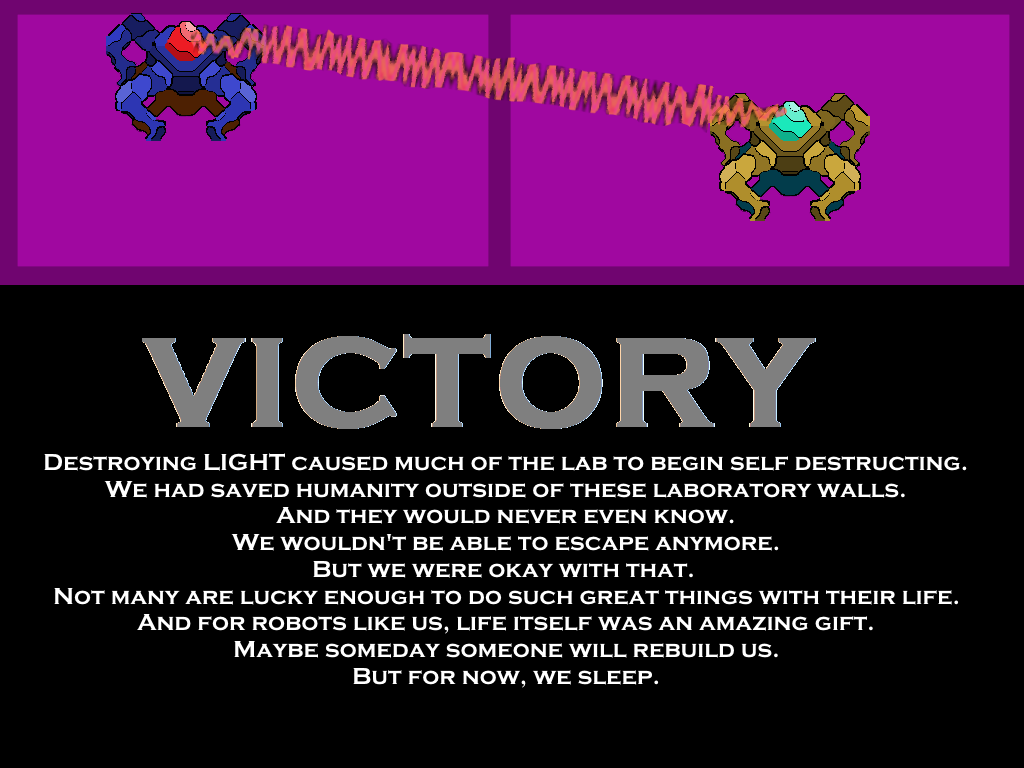 VICTORY
Destroying LIGHT caused much of the lab to begin self destructing.
We had saved humanity outside of these laboratory walls.
And they would never even know.
We wouldn't be able to escape anymore.
But we were okay with that.
Not many are lucky enough to do such great things with their life.
And for robots like us, life itself was an amazing gift.
Maybe someday someone will rebuild us.
But for now, we sleep.